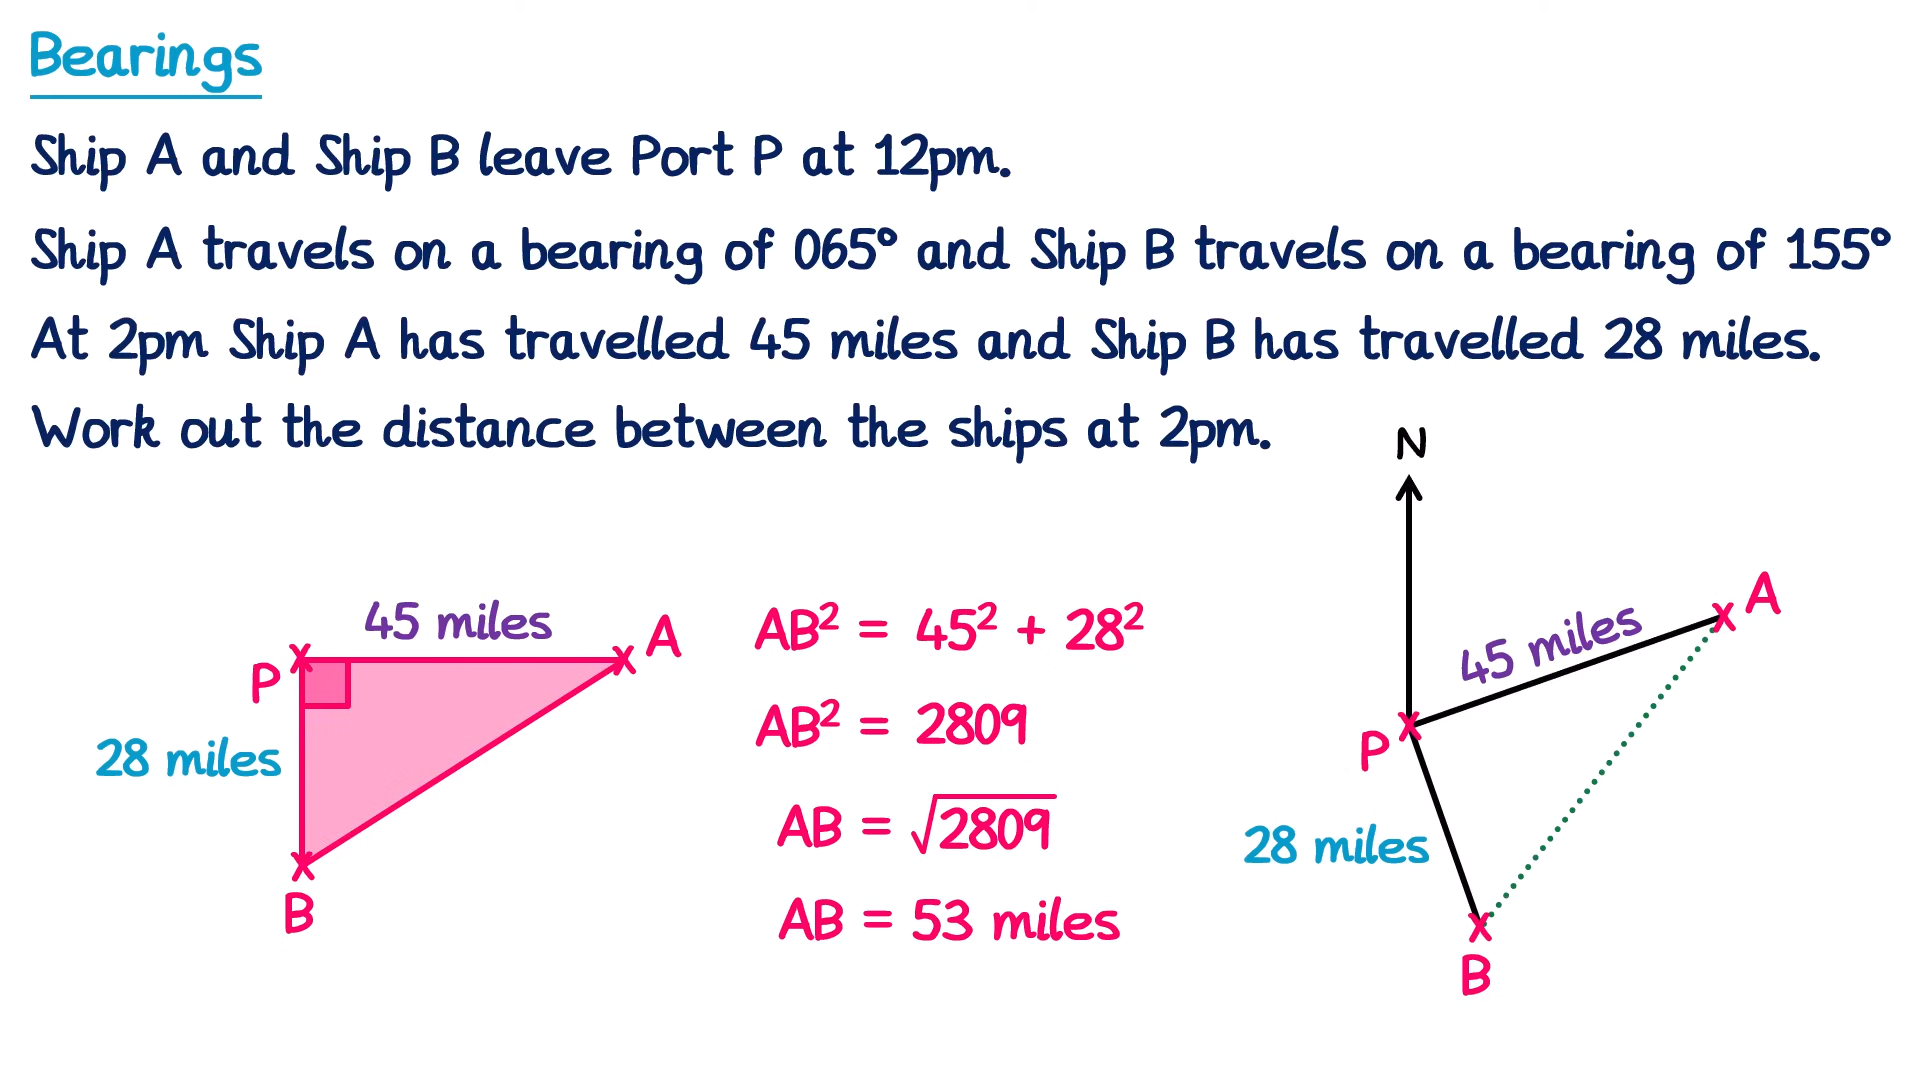 Bearings
Ship A and Ship B leave Port P at 12pm.
Ship A travels on a bearing of 065° and Ship B travels on a bearing of 155°
At 2pm Ship A has travelled 45 miles and Ship B has travelled 28 miles.
Work out the distance between the ships at 2pm.
45 miles
P
A
28 miles
B
AB² = 45² + 28²
AB² = 2809
AB = √2809
AB = 53 miles
N
45 miles
A
P
28 miles
B